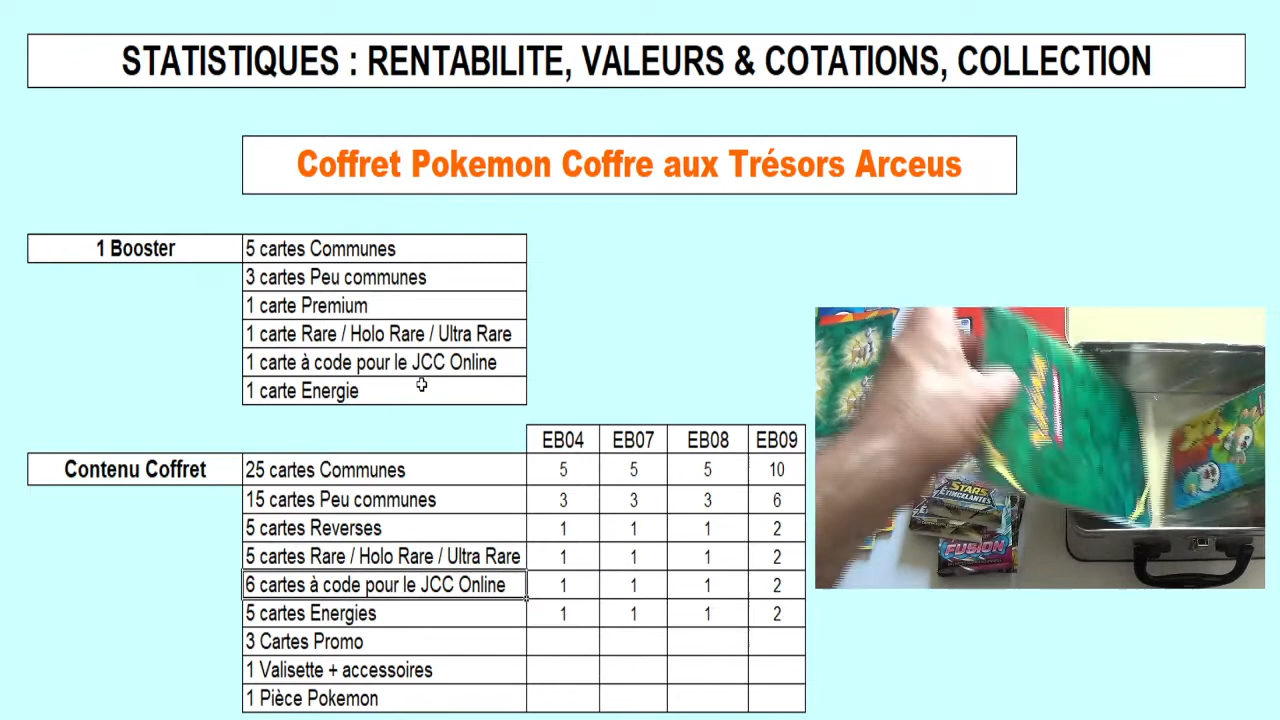 STATISTIQUES : RENTABILITE, VALEURS & COTATIONS, COLLECTION
Coffret Pokemon Coffre aux Trésors Arceus
1 Booster 5 cartes Communes
3 cartes Peu communes
1 carte Premium
1 carte Rare / Holo Rare / Ultra Rare
1 carte à code pour le JCC Online
1 carte Energie
EB04 EB07 EB08 EB09
Contenu Coffret 25 cartes Communes 5 5 5 10
15 cartes Peu communes 3 3 3 6
5 cartes Reverses 1 1 1 2
5 cartes Rare / Holo Rare / Ultra Rare 1 1 1 2
6 cartes à code pour le JCC Online 1 1 1 2
5 cartes Energies 1 1 1 2
3 Cartes Promo
1 Valisette + accessoires
1 Pièce Pokemon
STARS
ÉTINCELANTES
FUSION